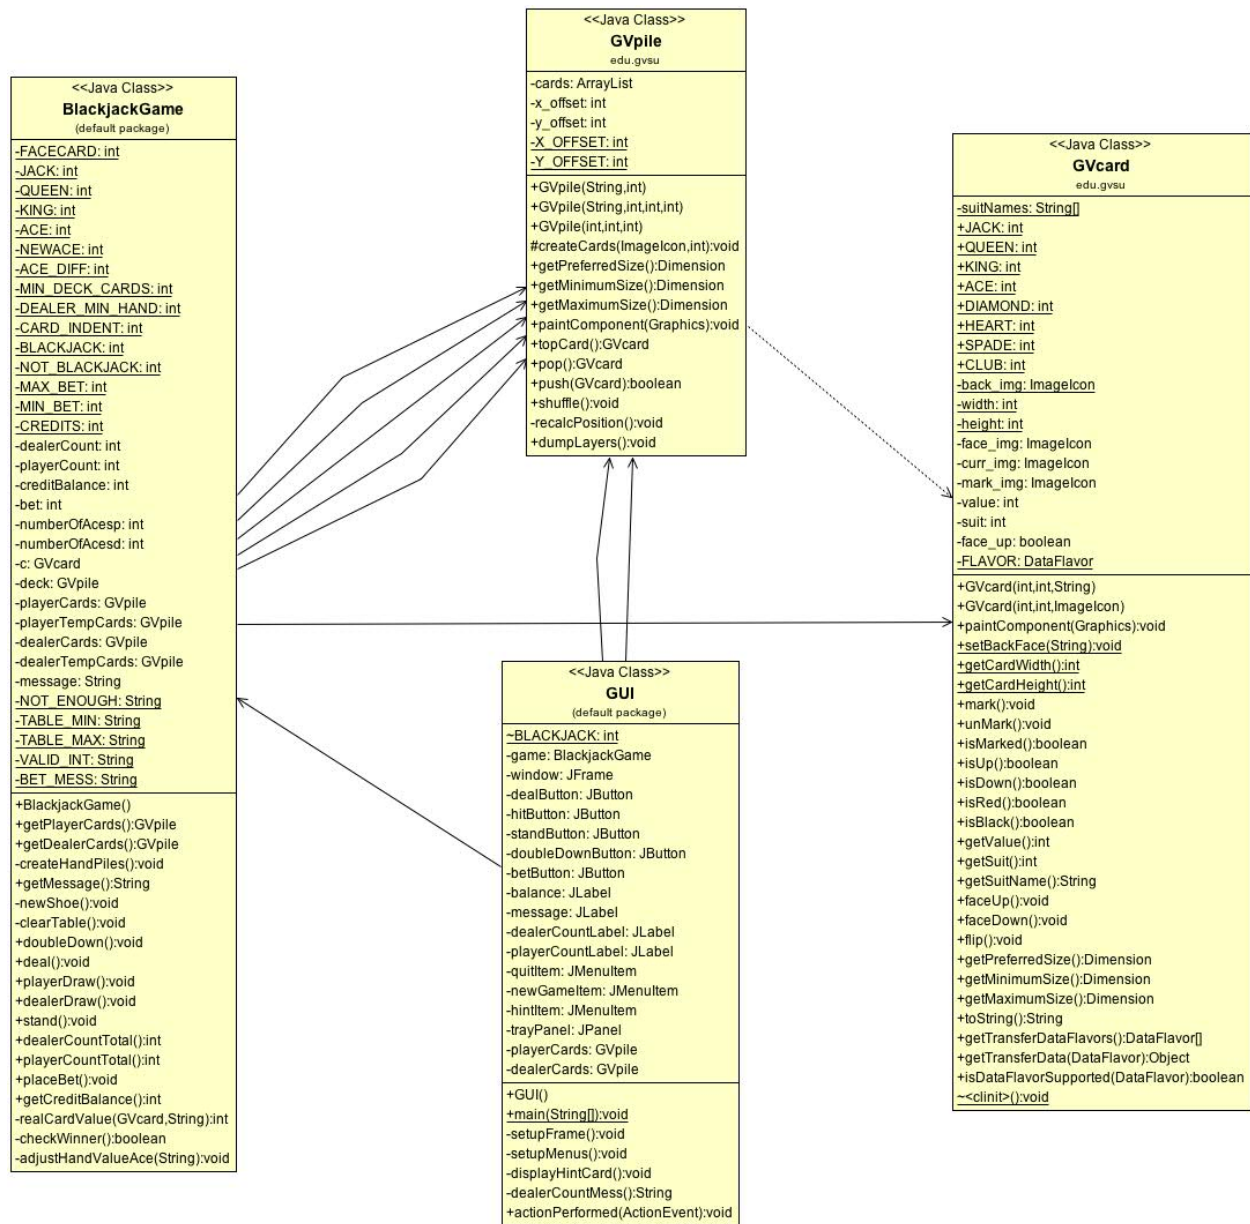 <<Java Class>>
BlackjackGame
(default package)
-FACECARD: int
-JACK: int
-QUEEN: int
-KING: int
-ACE: int
-NEWACE: int
-ACE_DIFF: int
-MIN_DECK_CARDS: int
-DEALER_MIN_HAND: int
-CARD_INDENT: int
-BLACKJACK: int
-NOT_BLACKJACK: int
-MAX_BET: int
-MIN_BET: int
-CREDITS: int
-dealerCount: int
-playerCount: int
-creditBalance: int
-bet: int
-numberOfAcesp: int
-numberOfAcesd: int
-c: GVcard
-deck: GVpile
-playerCards: GVpile
-playerTempCards: GVpile
-dealerCards: GVpile
-dealerTempCards: GVpile
-message: String
-NOT_ENOUGH: String
-TABLE_MIN: String
-TABLE_MAX: String
-VALID_INT: String
-BET_MESS: String
+BlackjackGame()
+getPlayerCards():GVpile
+getDealerCards():GVpile
-createHandPiles():void
+getMessage():String
-newShoe():void
-clearTable():void
+doubleDown():void
+deal():void
+playerDraw():void
+dealerDraw():void
+stand():void
+dealerCountTotal():int
+playerCountTotal():int
+placeBet():void
+getCreditBalance():int
-realCardValue(GVcard,String):int
-checkWinner():boolean
-adjustHandValueAce(String):void
<<Java Class>>
GVpile
edu.gvsu
-cards: ArrayList
-x_offset: int
-y_offset: int
-X_OFFSET: int
-Y_OFFSET: int
+GVpile(String,int)
+GVpile(String,int,int,int)
+GVpile(int,int,int)
#createCards(ImageIcon,int):void
+getPreferredSize():Dimension
+getMinimumSize():Dimension
+getMaximumSize():Dimension
+paintComponent(Graphics):void
+topCard():GVcard
+pop():GVcard
+push(GVcard):boolean
+shuffle():void
-recalcPosition():void
+dumpLayers():void
<<Java Class>>
GUI
(default package)
~BLACKJACK: int
-game: BlackjackGame
-window: JFrame
-dealButton: JButton
-hitButton: JButton
-standButton: JButton
-doubleDownButton: JButton
-betButton: JButton
-balance: JLabel
-message: JLabel
-dealerCountLabel: JLabel
-playerCountLabel: JLabel
-quitItem: JMenuItem
-newGameItem: JMenuItem
-hintItem: JMenuItem
-trayPanel: JPanel
-playerCards: GVpile
-dealerCards: GVpile
+GUI()
+main(String[]):void
-setupFrame():void
-setupMenus():void
-displayHintCard():void
-dealerCountMess():String
+actionPerformed(ActionEvent):void
<<Java Class>>
GVcard
edu.gvsu
-suitNames: String[]
+JACK: int
+QUEEN: int
+KING: int
+ACE: int
+DIAMOND: int
+HEART: int
+SPADE: int
+CLUB: int
-back_img: ImageIcon
-width: int
-height: int
-face_img: ImageIcon
-curr_img: ImageIcon
-mark_img: ImageIcon
-value: int
-suit: int
-face_up: boolean
-FLAVOR: DataFlavor
+GVcard(int,int,String)
+GVcard(int,int,ImageIcon)
+paintComponent(Graphics):void
+setBackFace(String):void
+getCardWidth():int
+getCardHeight():int
+mark():void
+unMark():void
+isMarked():boolean
+isUp():boolean
+isDown():boolean
+isRed():boolean
+isBlack():boolean
+getValue():int
+getSuit():int
+getSuitName():String
+faceUp():void
+faceDown():void
+flip():void
+getPreferredSize():Dimension
+getMinimumSize():Dimension
+getMaximumSize():Dimension
+toString():String
+getTransferDataFlavors():DataFlavor[]
+getTransferData(DataFlavor):Object
+isDataFlavorSupported(DataFlavor):boolean
~<clinit>():void